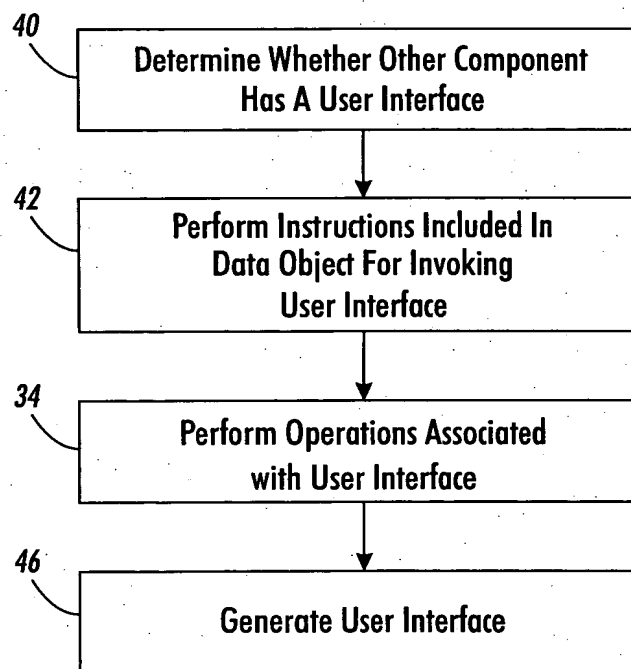 40
Determine Whether Other Component
Has A User Interface
42
Perform Instructions Included In
Data Object For Invoking
User Interface
34
Perform Operations Associated
with User Interface
46
Generate User Interface